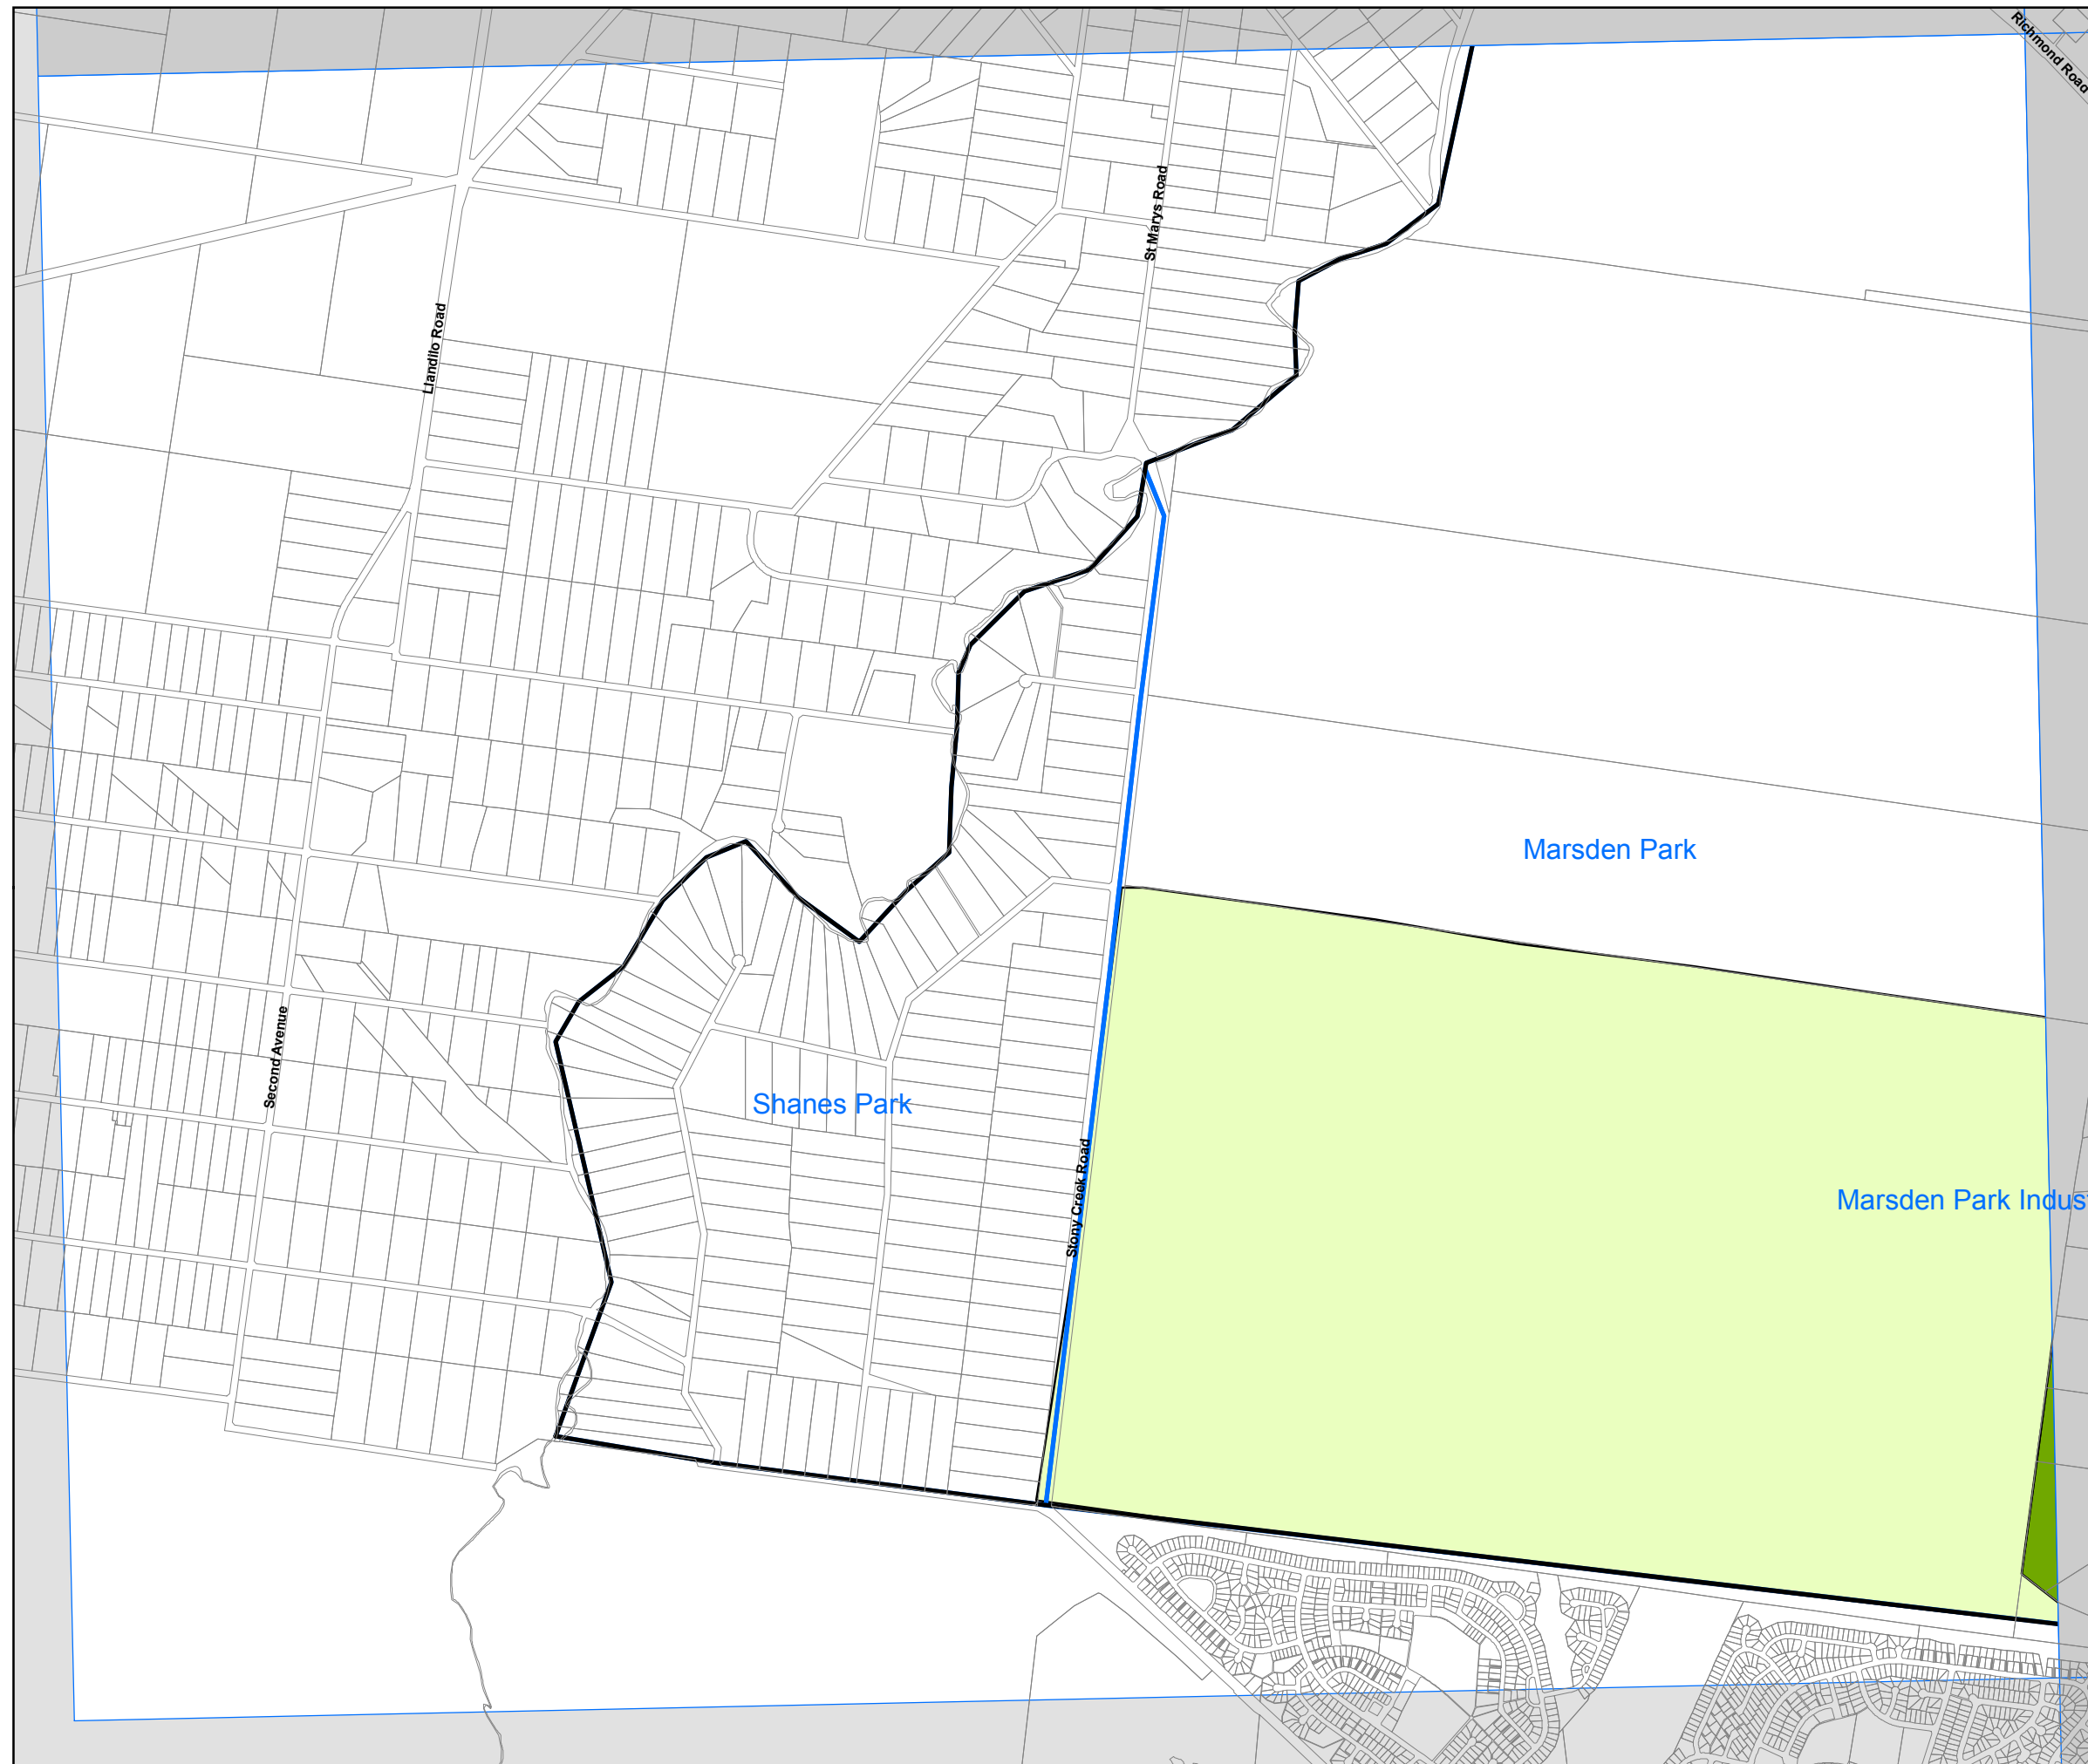 Richmond Road
St Marys Road
Llandilo Road
Marsden Park
Second Avenue
Shanes Park
Stony Creek Road
Marsden Park Indus